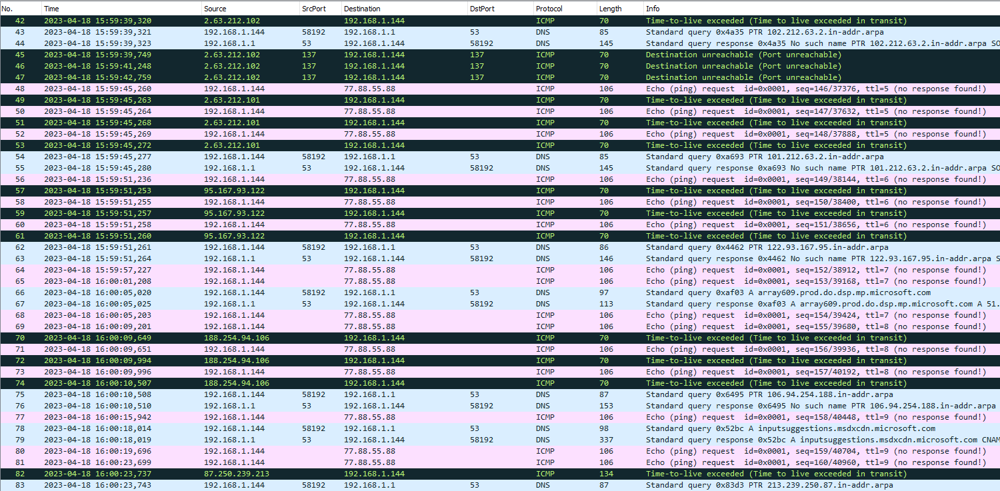 No. Time Source SrcPort Destination DstPort Protocol Length Info
42 2023-04-18 15:59:39,320 2.63.212.102 192.168.1.144 ICMP 70 Time-to-live exceeded (Time to live exceeded in transit)
43 2023-04-18 15:59:39,321 192.168.1.144 58192 192.168.1.1 53 DNS 85 Standard query 0x4a35 PTR 102.212.63.2.in-addr.arpa
44 2023-04-18 15:59:39,323 192.168.1.1 53 192.168.1.144 58192 DNS 145 Standard query response 0x4a35 No such name PTR 102.212.63.2.in-addr.arpa SO
45 2023-04-18 15:59:39,749 2.63.212.102 137 192.168.1.144 137 ICMP 70 Destination unreachable (Port unreachable)
46 2023-04-18 15:59:41,248 2.63.212.102 137 192.168.1.144 137 ICMP 70 Destination unreachable (Port unreachable)
47 2023-04-18 15:59:42,759 2.63.212.102 137 192.168.1.144 137 ICMP 70 Destination unreachable (Port unreachable)
48 2023-04-18 15:59:45,260 192.168.1.144 77.88.55.88 ICMP 106 Echo (ping) request id=0x0001, seq=146/37376, ttl=5 (no response found!)
49 2023-04-18 15:59:45,263 2.63.212.101 192.168.1.144 ICMP 70 Time-to-live exceeded (Time to live exceeded in transit)
50 2023-04-18 15:59:45,264 192.168.1.144 77.88.55.88 ICMP 106 Echo (ping) request id=0x0001, seq=147/37632, ttl=5 (no response found!)
51 2023-04-18 15:59:45,268 2.63.212.101 192.168.1.144 ICMP 70 Time-to-live exceeded (Time to live exceeded in transit)
52 2023-04-18 15:59:45,269 192.168.1.144 77.88.55.88 ICMP 106 Echo (ping) request id=0x0001, seq=148/37888, ttl=5 (no response found!)
53 2023-04-18 15:59:45,272 2.63.212.101 192.168.1.144 ICMP 70 Time-to-live exceeded (Time to live exceeded in transit)
54 2023-04-18 15:59:45,277 192.168.1.144 58192 192.168.1.1 53 DNS 85 Standard query 0xa693 PTR 101.212.63.2.in-addr.arpa
55 2023-04-18 15:59:45,280 192.168.1.1 53 192.168.1.144 58192 DNS 145 Standard query response 0xa693 No such name PTR 101.212.63.2.in-addr.arpa SO
56 2023-04-18 15:59:51,236 192.168.1.144 77.88.55.88 ICMP 106 Echo (ping) request id=0x0001, seq=149/38144, ttl=6 (no response found!)
57 2023-04-18 15:59:51,253 95.167.93.122 192.168.1.144 ICMP 70 Time-to-live exceeded (Time to live exceeded in transit)
58 2023-04-18 15:59:51,255 192.168.1.144 77.88.55.88 ICMP 106 Echo (ping) request id=0x0001, seq=150/38400, ttl=6 (no response found!)
59 2023-04-18 15:59:51,257 95.167.93.122 192.168.1.144 ICMP 70 Time-to-live exceeded (Time to live exceeded in transit)
60 2023-04-18 15:59:51,258 192.168.1.144 77.88.55.88 ICMP 106 Echo (ping) request id=0x0001, seq=151/38656, ttl=6 (no response found!)
61 2023-04-18 15:59:51,260 95.167.93.122 192.168.1.144 ICMP 70 Time-to-live exceeded (Time to live exceeded in transit)
62 2023-04-18 15:59:51,261 192.168.1.144 58192 192.168.1.1 53 DNS 86 Standard query 0x4462 PTR 122.93.167.95.in-addr.arpa
63 2023-04-18 15:59:51,264 192.168.1.1 53 192.168.1.144 58192 DNS 146 Standard query response 0x4462 No such name PTR 122.93.167.95.in-addr.arpa S
64 2023-04-18 15:59:57,227 192.168.1.144 77.88.55.88 ICMP 106 Echo (ping) request id=0x0001, seq=152/38912, ttl=7 (no response found!)
65 2023-04-18 16:00:01,208 192.168.1.144 77.88.55.88 ICMP 106 Echo (ping) request id=0x0001, seq=153/39168, ttl=7 (no response found!)
66 2023-04-18 16:00:05,020 192.168.1.144 58192 192.168.1.1 53 DNS 97 Standard query 0xaf03 A array609.prod.do.dsp.mp.microsoft.com
67 2023-04-18 16:00:05,025 192.168.1.1 53 192.168.1.144 58192 DNS 113 Standard query response 0xaf03 A array609.prod.do.dsp.mp.microsoft.com A 51.
68 2023-04-18 16:00:05,203 192.168.1.144 77.88.55.88 ICMP 106 Echo (ping) request id=0x0001, seq=154/39424, ttl=7 (no response found!)
69 2023-04-18 16:00:09,201 192.168.1.144 77.88.55.88 ICMP 106 Echo (ping) request id=0x0001, seq=155/39680, ttl=8 (no response found!)
70 2023-04-18 16:00:09,649 188.254.94.106 192.168.1.144 ICMP 70 Time-to-live exceeded (Time to live exceeded in transit)
71 2023-04-18 16:00:09,651 192.168.1.144 77.88.55.88 ICMP 106 Echo (ping) request id=0x0001, seq=156/39936, ttl=8 (no response found!)
72 2023-04-18 16:00:09,994 188.254.94.106 192.168.1.144 ICMP 70 Time-to-live exceeded (Time to live exceeded in transit)
73 2023-04-18 16:00:09,996 192.168.1.144 77.88.55.88 ICMP 106 Echo (ping) request id=0x0001, seq=157/40192, ttl=8 (no response found!)
74 2023-04-18 16:00:10,507 188.254.94.106 192.168.1.144 ICMP 70 Time-to-live exceeded (Time to live exceeded in transit)
75 2023-04-18 16:00:10,508 192.168.1.144 58192 192.168.1.1 53 DNS 87 Standard query 0x6495 PTR 106.94.254.188.in-addr.arpa
76 2023-04-18 16:00:10,510 192.168.1.1 53 192.168.1.144 58192 DNS 153 Standard query response 0x6495 No such name PTR 106.94.254.188.in-addr.arpa
77 2023-04-18 16:00:15,942 192.168.1.144 77.88.55.88 ICMP 106 Echo (ping) request id=0x0001, seq=158/40448, ttl=9 (no response found!)
78 2023-04-18 16:00:18,014 192.168.1.144 58192 192.168.1.1 53 DNS 98 Standard query 0x52bc A inputsuggestions.msdxcdn.microsoft.com
79 2023-04-18 16:00:18,019 192.168.1.1 53 192.168.1.144 58192 DNS 337 Standard query response 0x52bc A inputsuggestions.msdxcdn.microsoft.com CNAM
80 2023-04-18 16:00:19,696 192.168.1.144 77.88.55.88 ICMP 106 Echo (ping) request id=0x0001, seq=159/40704, ttl=9 (no response found!)
81 2023-04-18 16:00:23,699 192.168.1.144 77.88.55.88 ICMP 106 Echo (ping) request id=0x0001, seq=160/40960, ttl=9 (no response found!)
82 2023-04-18 16:00:23,737 87.250.239.213 192.168.1.144 ICMP 134 Time-to-live exceeded (Time to live exceeded in transit)
83 2023-04-18 16:00:23,743 192.168.1.144 58192 192.168.1.1 53 DNS 87 Standard query 0x83d3 PTR 213.239.250.87.in-addr.arpa